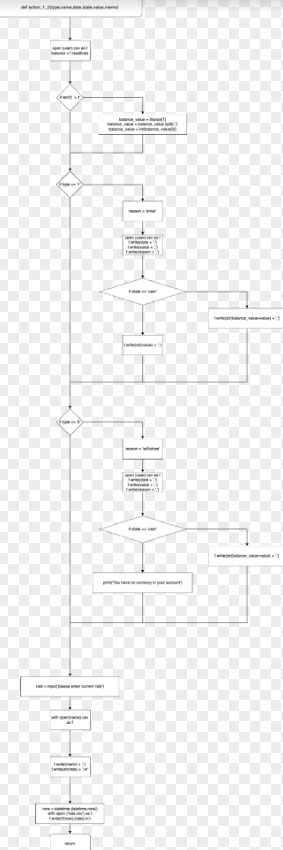 def action_1_2(type,name,date,state,value,memo)
open (user).csv as f
balance = f.readlines
if len(f) > 1
balance_value = blance[1]
balance_value = balance_value.split(',')
balance_value = int(balance_value[3])
if type == '1'
reason = 'write'
open (user).csv as f
f.write(date + ',')
f.write(value + ',')
f.write(reason + ',')
if state == 'user'
f.write(str(value) + ',')
f.write(str(balance_value+value) + ',')
if type == '2'
reason = 'withdraw'
open (user).csv as f
f.write(date + ',')
f.write(value + ',')
f.write(reason + ',')
if state == 'user'
print('You have no currency in your account')
f.write(str(balance_value-value) + ',')
rate = input('please enter current rate')
with open(name).csv
as f
f.write(memo + ',')
f.write(str(rate) + '\n'
now = datetime.datetime.now()
with open ('rate.csv') as f
return